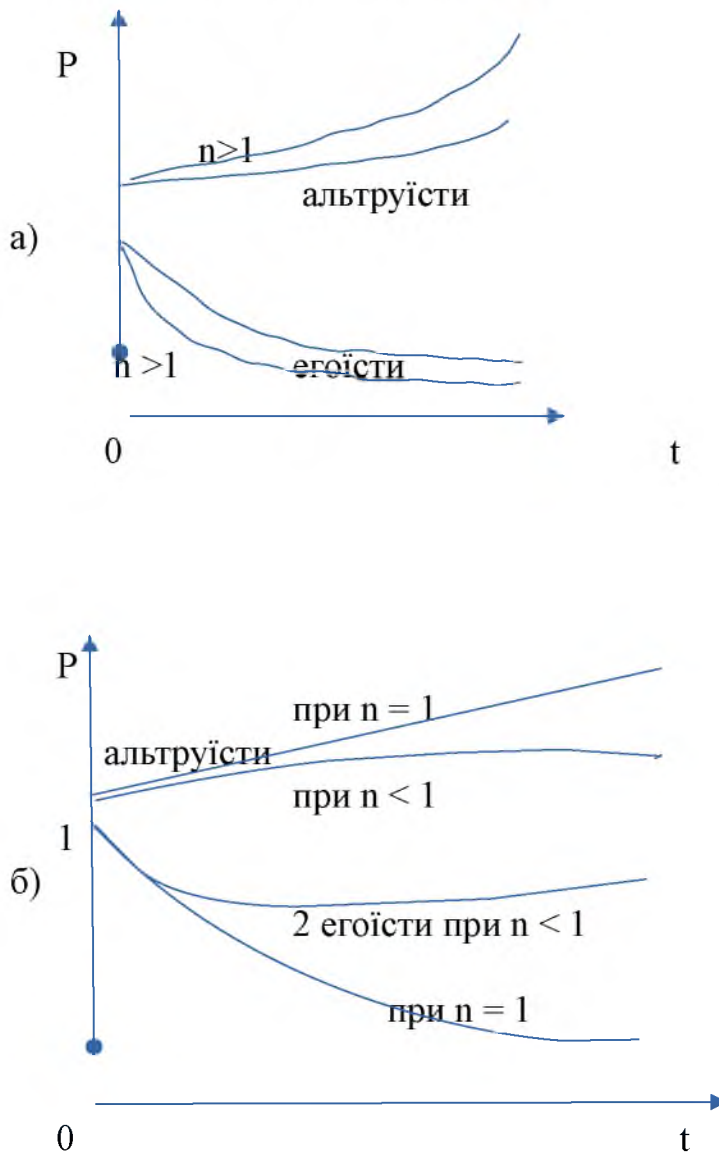 P
n>1
альтруїсти
а)
n >1
егоїсти
0
t
P
при n = 1
альтруїсти
при n < 1
1
б)
2 егоїсти при n < 1
при n = 1
0
t